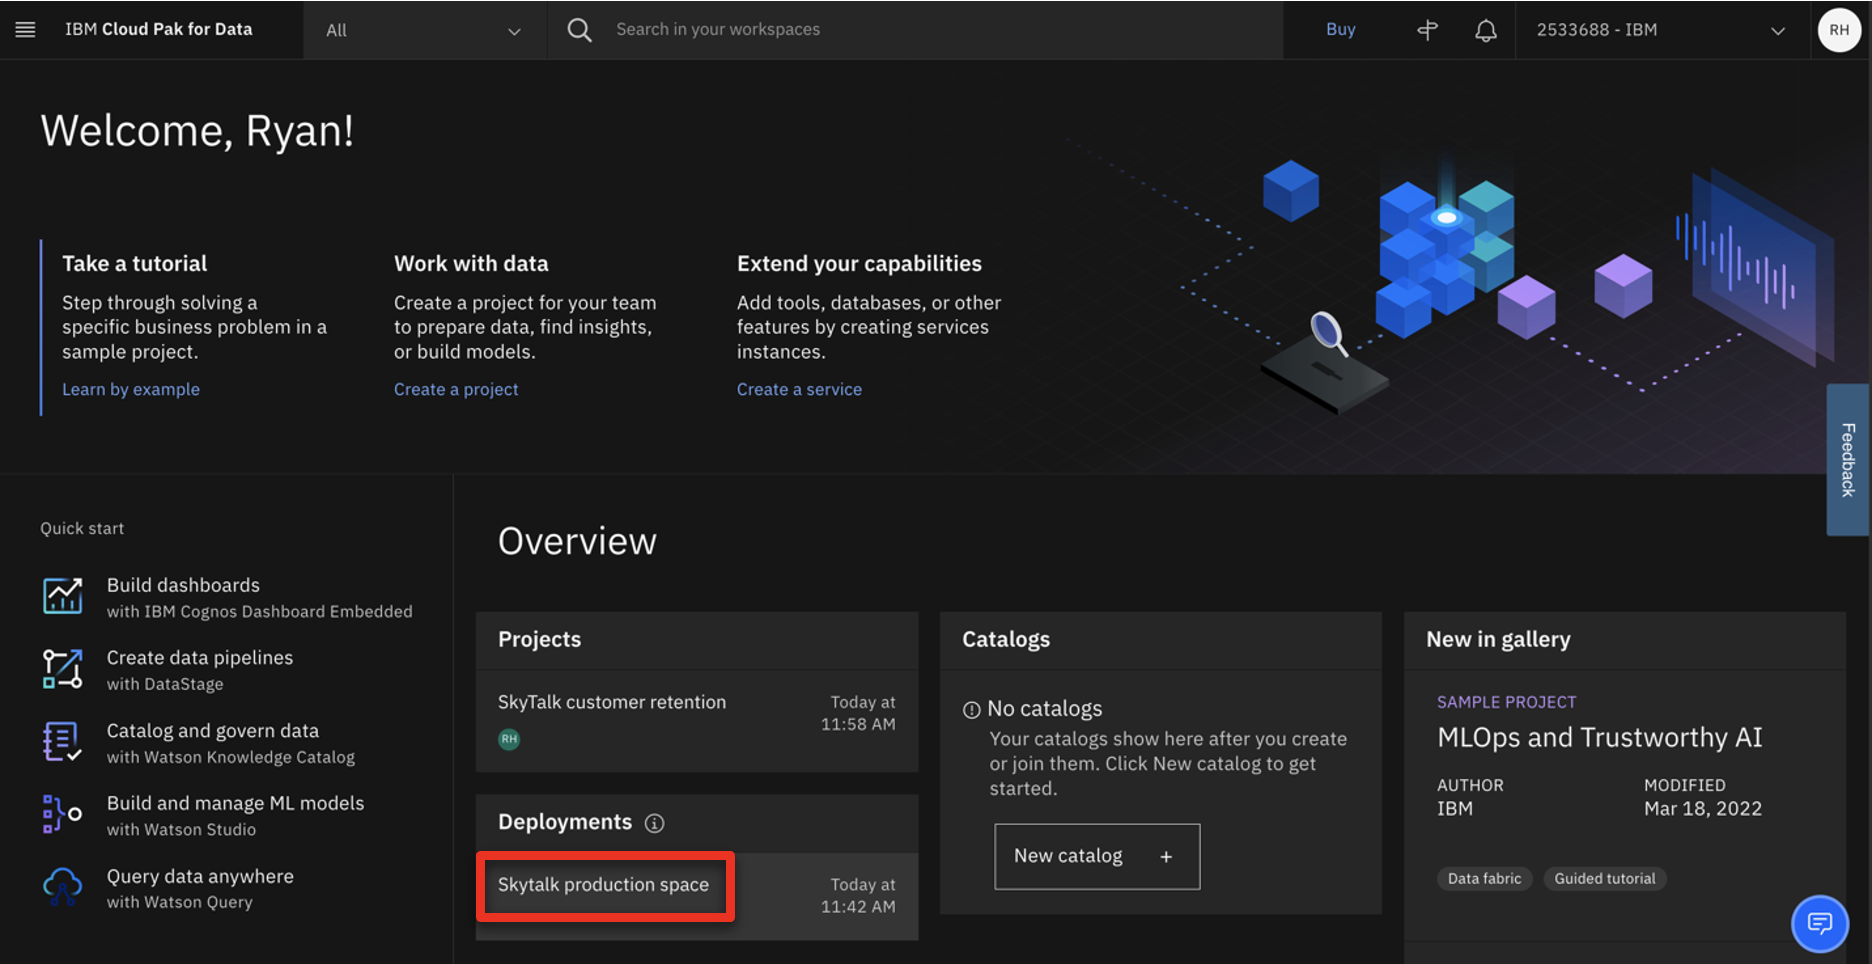 IBM Cloud Pak for Data
All
Search in your workspaces
Buy
2533688 - IBM
RH
Welcome, Ryan!
Take a tutorial
Step through solving a
specific business problem in a
sample project.
Learn by example
Work with data
Create a project for your team
to prepare data, find insights,
or build models.
Create a project
Extend your capabilities
Add tools, databases, or other
features by creating services
instances.
Create a service
Feedback
Quick start
Build dashboards
with IBM Cognos Dashboard Embedded
Create data pipelines
with DataStage
Catalog and govern data
with Watson Knowledge Catalog
Build and manage ML models
with Watson Studio
Query data anywhere
with Watson Query
Overview
Projects
SkyTalk customer retention
Today at
11:58 AM
RH
Deployments
Skytalk production space
Today at
11:42 AM
Catalogs
No catalogs
Your catalogs show here after you create
or join them. Click New catalog to get
started.
New catalog +
New in gallery
SAMPLE PROJECT
MLOps and Trustworthy AI
AUTHOR
IBM
MODIFIED
Mar 18, 2022
Data fabric
Guided tutorial